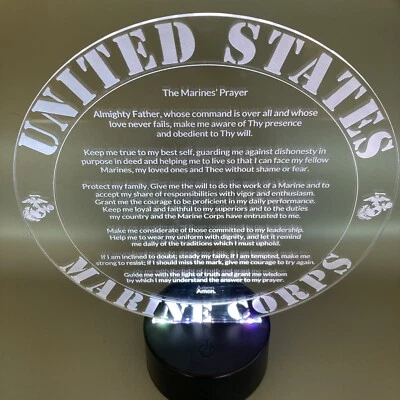 UNITED STATES
The Marines' Prayer
Almighty Father, whose command is over all and whose
love never fails, make me aware of Thy presence
and obedient to Thy will.
Keep me true to my best self, guarding me against dishonesty in
purpose in deed and helping me to live so that I can face my fellow
Marines, my loved ones and Thee without shame or fear.
Protect my family. Give me the will to do the work of a Marine and to
accept my share of responsibilities with vigor and enthusiasm.
Grant me the courage to be proficient in my daily performance.
Keep me loyal and faithful to my superiors and to the duties
my country and the Marine Corps have entrusted to me.
Make me considerate of those committed to my leadership.
Help me to wear my uniform with dignity, and let it remind
me daily of the traditions which I must uphold.
If I am inclined to doubt; steady my faith; if I am tempted, make me
strong to resist; if I should miss the mark, give me courage to try again.
Guide me with the light of truth and grant me wisdom
by which I may understand the answer to my prayer.
Amen.
MARINE CORPS